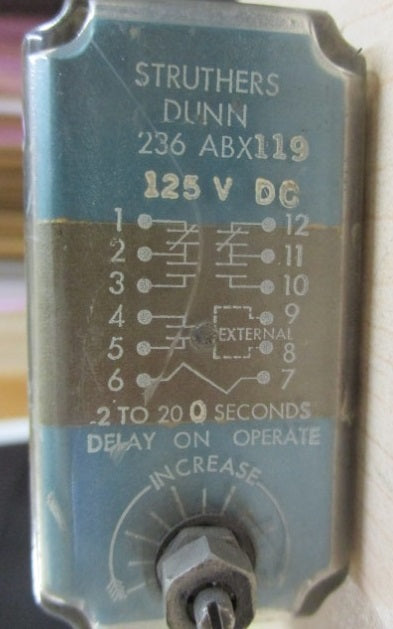 STRUTHERS
DUNN
236 ABX119
125 V DC
1 12
2 11
3 10
4 9
EXTERNAL
5 8
6 7
.2 TO 20 0 SECONDS
DELAY ON OPERATE
INCREASE